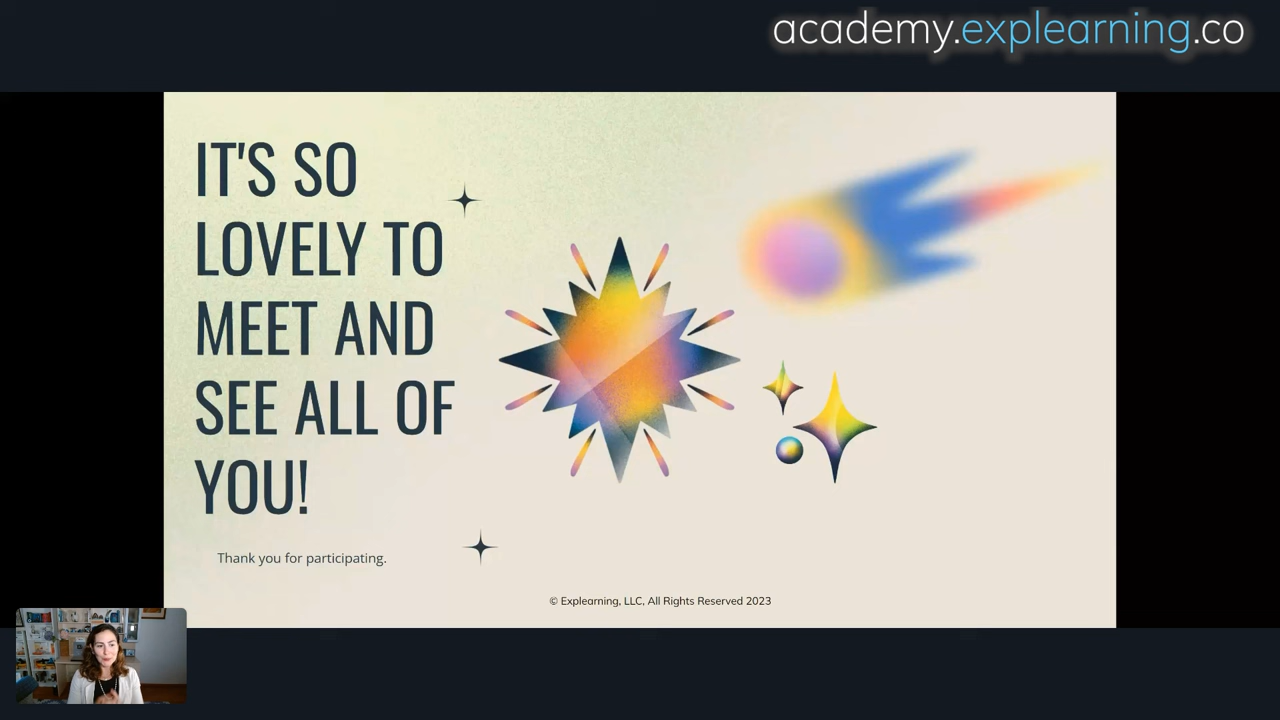 academy.explearning.co
IT'S SO
LOVELY TO
MEET AND
SEE ALL OF
YOU!
Thank you for participating.
© Explearning, LLC, All Rights Reserved 2023